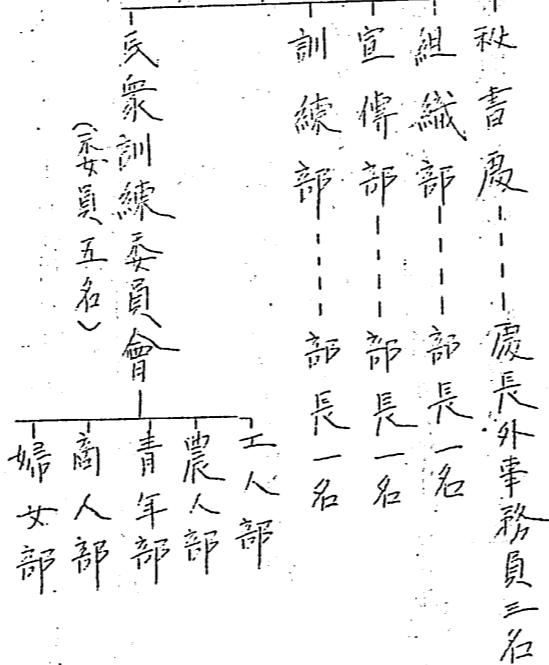 秘書處----處長外事務員三名
組織部----部長一名
宣傳部----部長一名
訓練部----部長一名
民衆訓練委員會
(委員五名)
工人部
農人部
青年部
商人部
婦女部